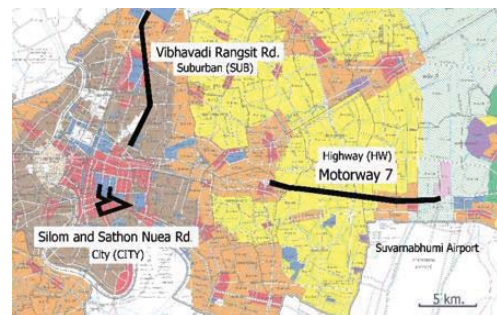 Vibhavadi Rangsit Rd.
Suburban (SUB)
Highway (HW)
Motorway 7
Silom and Sathon Nuea Rd.
City (CITY)
Suvarnabhumi Airport
5 km.